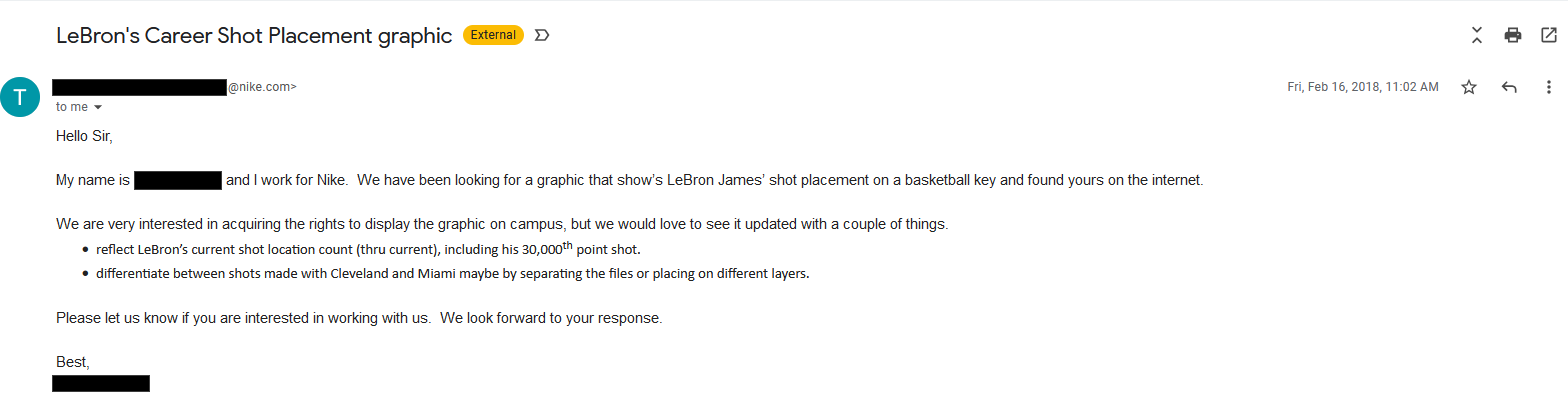 LeBron's Career Shot Placement graphic External
T
@nike.com>
Fri, Feb 16, 2018, 11:02 AM
to me
Hello Sir,
My name is and I work for Nike. We have been looking for a graphic that show's LeBron James' shot placement on a basketball key and found yours on the internet.
We are very interested in acquiring the rights to display the graphic on campus, but we would love to see it updated with a couple of things.
• reflect LeBron's current shot location count (thru current), including his 30,000th point shot.
• differentiate between shots made with Cleveland and Miami maybe by separating the files or placing on different layers.
Please let us know if you are interested in working with us. We look forward to your response.
Best,